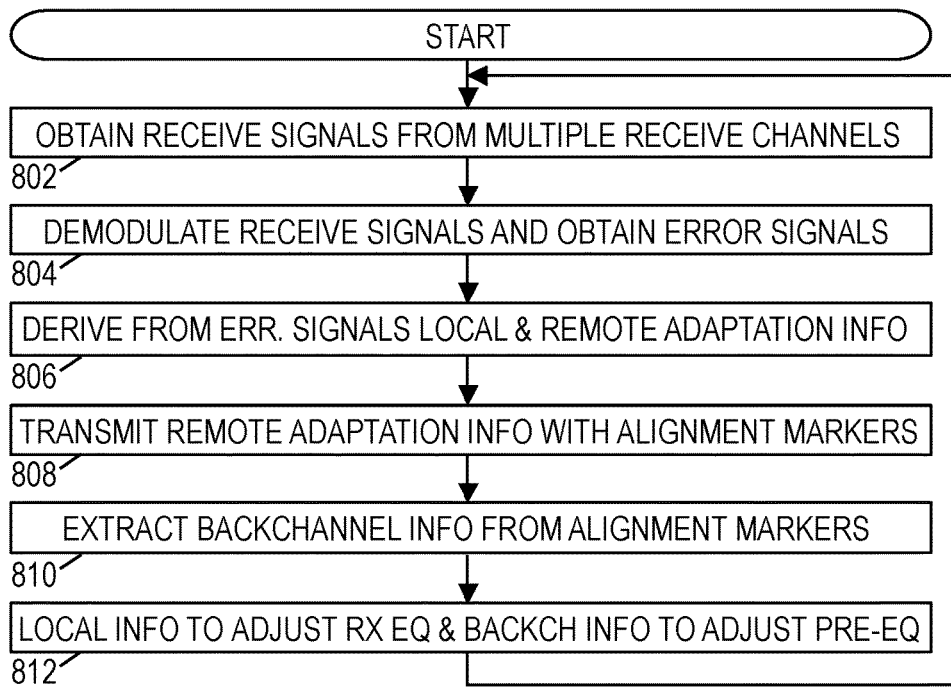 START
OBTAIN RECEIVE SIGNALS FROM MULTIPLE RECEIVE CHANNELS
802
DEMODULATE RECEIVE SIGNALS AND OBTAIN ERROR SIGNALS
804
DERIVE FROM ERR. SIGNALS LOCAL & REMOTE ADAPTATION INFO
806
TRANSMIT REMOTE ADAPTATION INFO WITH ALIGNMENT MARKERS
808
EXTRACT BACKCHANNEL INFO FROM ALIGNMENT MARKERS
810
LOCAL INFO TO ADJUST RX EQ & BACKCH INFO TO ADJUST PRE-EQ
812